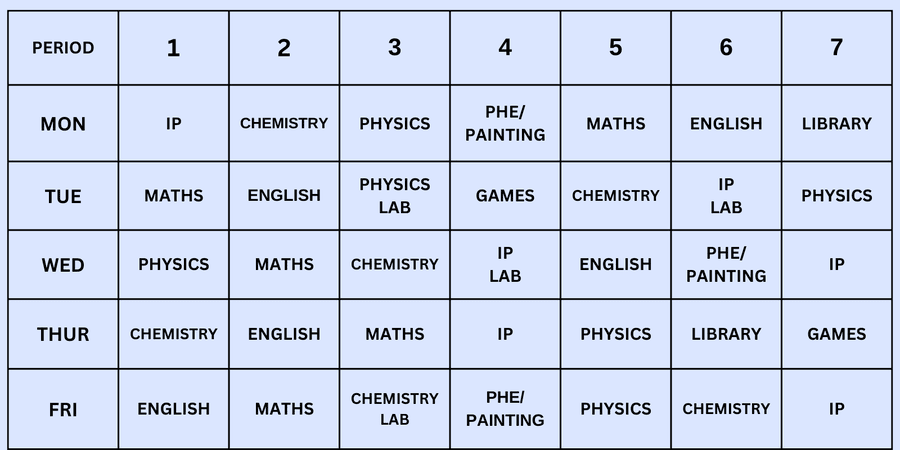 PERIOD 1 2 3 4 5 6 7
MON IP CHEMISTRY PHYSICS PHE/ PAINTING MATHS ENGLISH LIBRARY
TUE MATHS ENGLISH PHYSICS LAB GAMES CHEMISTRY IP LAB PHYSICS
WED PHYSICS MATHS CHEMISTRY IP LAB ENGLISH PHE/ PAINTING IP
THUR CHEMISTRY ENGLISH MATHS IP PHYSICS LIBRARY GAMES
FRI ENGLISH MATHS CHEMISTRY LAB PHE/ PAINTING PHYSICS CHEMISTRY IP